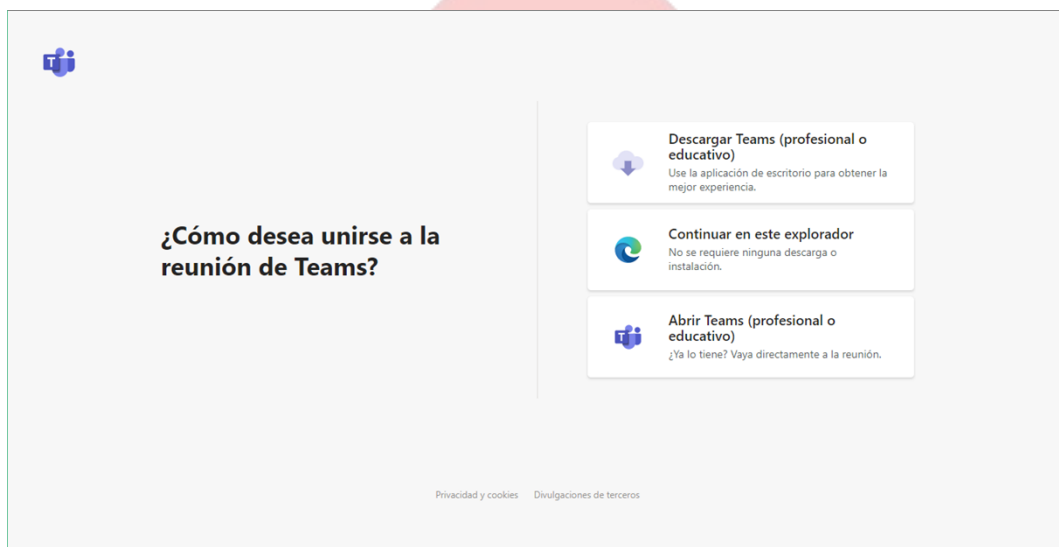 ¿Cómo desea unirse a la
reunión de Teams?
Descargar Teams (profesional o
educativo)
Use la aplicación de escritorio para obtener la
mejor experiencia.
Continuar en este explorador
No se requiere ninguna descarga o
instalación.
Abrir Teams (profesional o
educativo)
¿Ya lo tiene? Vaya directamente a la reunión.
Privacidad y cookies Divulgaciones de terceros